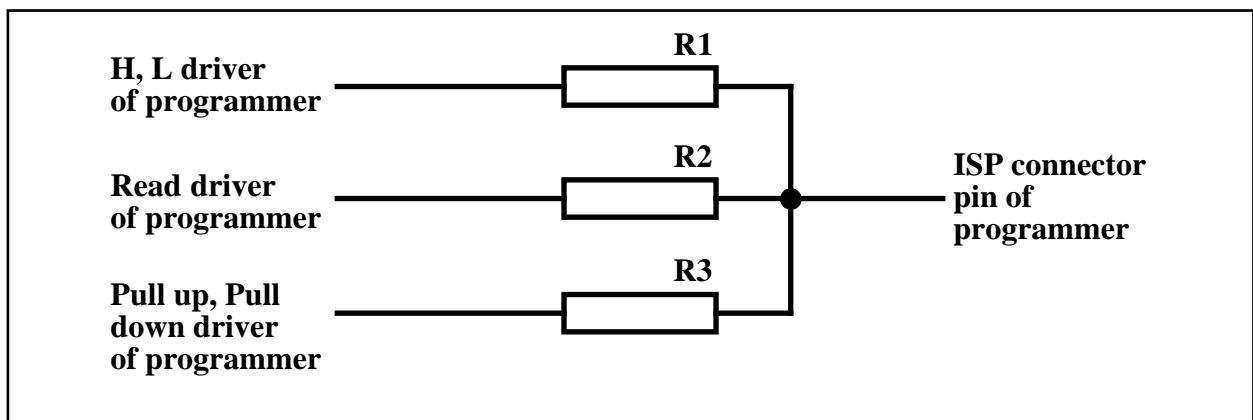 R1
H, L driver
of programmer
R2
Read driver
of programmer
ISP connector
pin of
programmer
R3
Pull up, Pull
down driver
of programmer